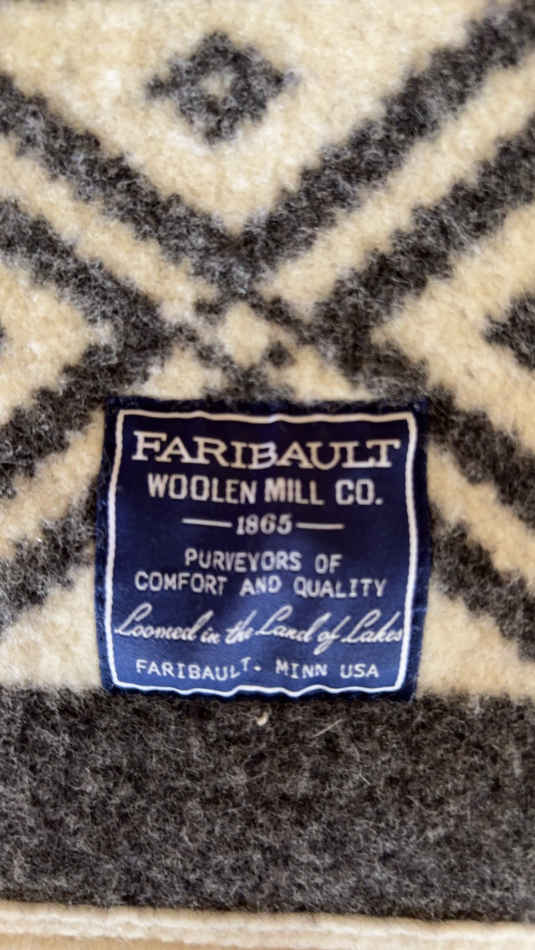 FARIBAULT
WOOLEN MILL CO.
1865
PURVEYORS OF
COMFORT AND QUALITY
Loomed in the Land of Lakes
FARIBAULT- MINN USA